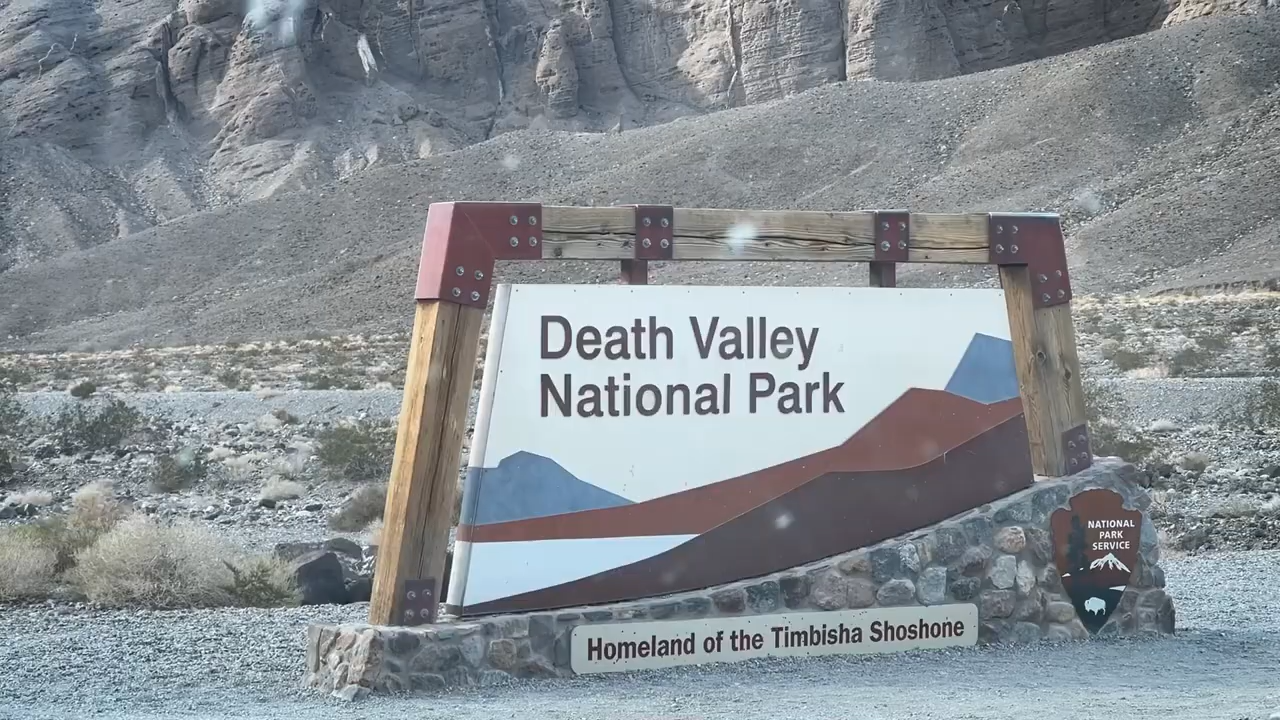 Death Valley
National Park
NATIONAL
PARK
SERVICE
Homeland of the Timbisha Shoshone